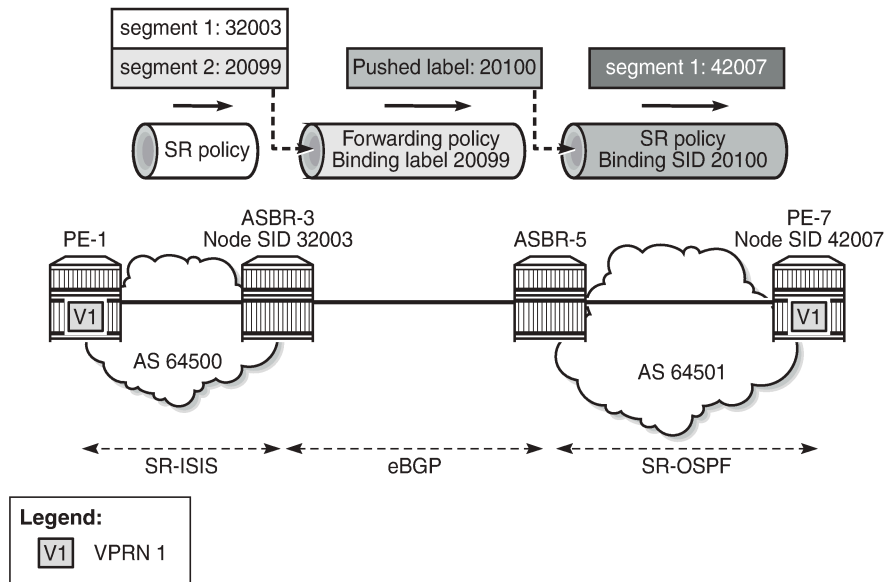 segment 1: 32003
segment 2: 20099
Pushed label: 20100
segment 1: 42007
SR policy
Forwarding policy
Binding label 20099
SR policy
Binding SID 20100
PE-1
ASBR-3
Node SID 32003
ASBR-5
PE-7
Node SID 42007
V1
V1
AS 64500
AS 64501
SR-ISIS
eBGP
SR-OSPF
Legend:
V1 VPRN 1